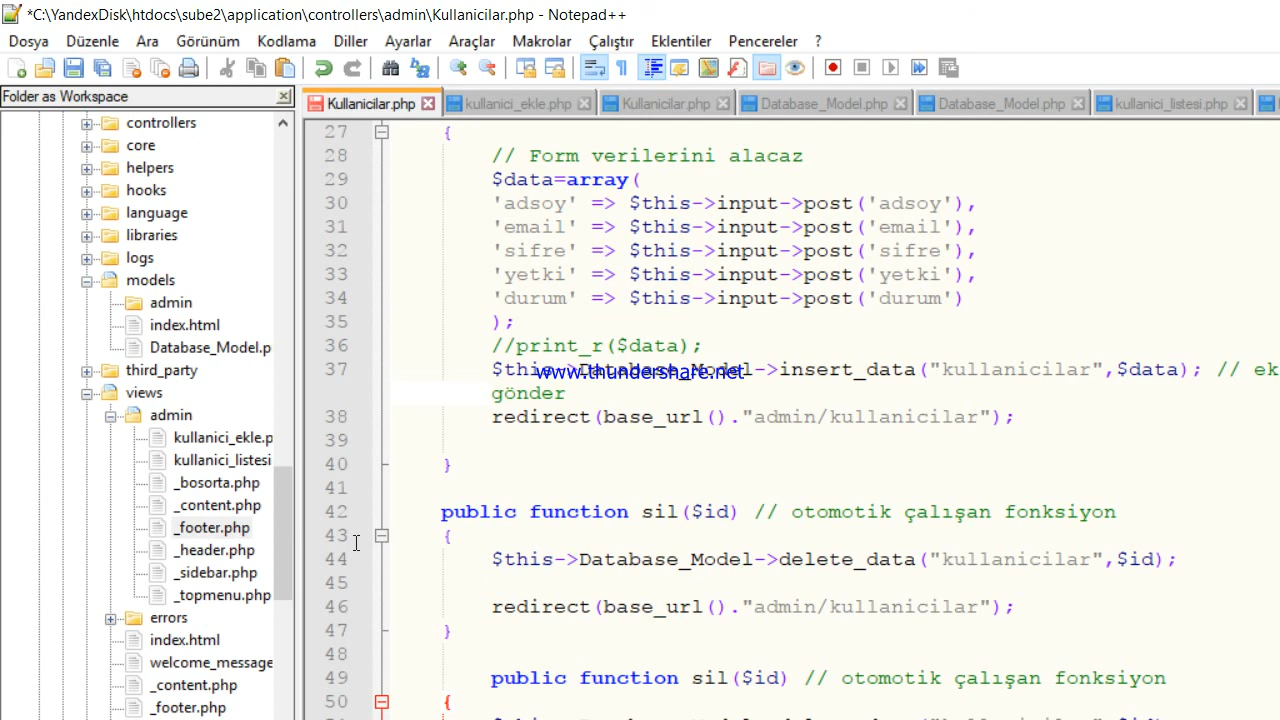 *C:\YandexDisk\htdocs\sube2\application\controllers\admin\Kullanicilar.php - Notepad++
Dosya Düzenle Ara Görünüm Kodlama Diller Ayarlar Araçlar Makrolar Çalıştır Eklentiler Pencereler ?
Folder as Workspace
Kullanicilar.php kullanici_ekle.php Kullanicilar.php Database_Model.php Database_Model.php kullanici_listesi.php
controllers
core
helpers
hooks
language
libraries
logs
models
admin
index.html
Database_Model.p
third_party
views
admin
kullanici_ekle.p
kullanici_listesi
_bosorta.php
_content.php
_footer.php
_header.php
_sidebar.php
_topmenu.php
errors
index.html
welcome_message
_content.php
_footer.php
27 {
28 // Form verilerini alacaz
29 $data=array(
30 'adsoy' => $this->input->post('adsoy'),
31 'email' => $this->input->post('email'),
32 'sifre' => $this->input->post('sifre'),
33 'yetki' => $this->input->post('yetki'),
34 'durum' => $this->input->post('durum')
35 );
36 //print_r($data);
37 $this->Database_Model->insert_data("kullanicilar",$data); // ek
gönder
www.thundershare.net
38 redirect(base_url()."admin/kullanicilar");
39
40 }
41
42 public function sil($id) // otomotik çalışan fonksiyon
43 {
44 $this->Database_Model->delete_data("kullanicilar",$id);
45
46 redirect(base_url()."admin/kullanicilar");
47 }
48
49 public function sil($id) // otomotik çalışan fonksiyon
50 {